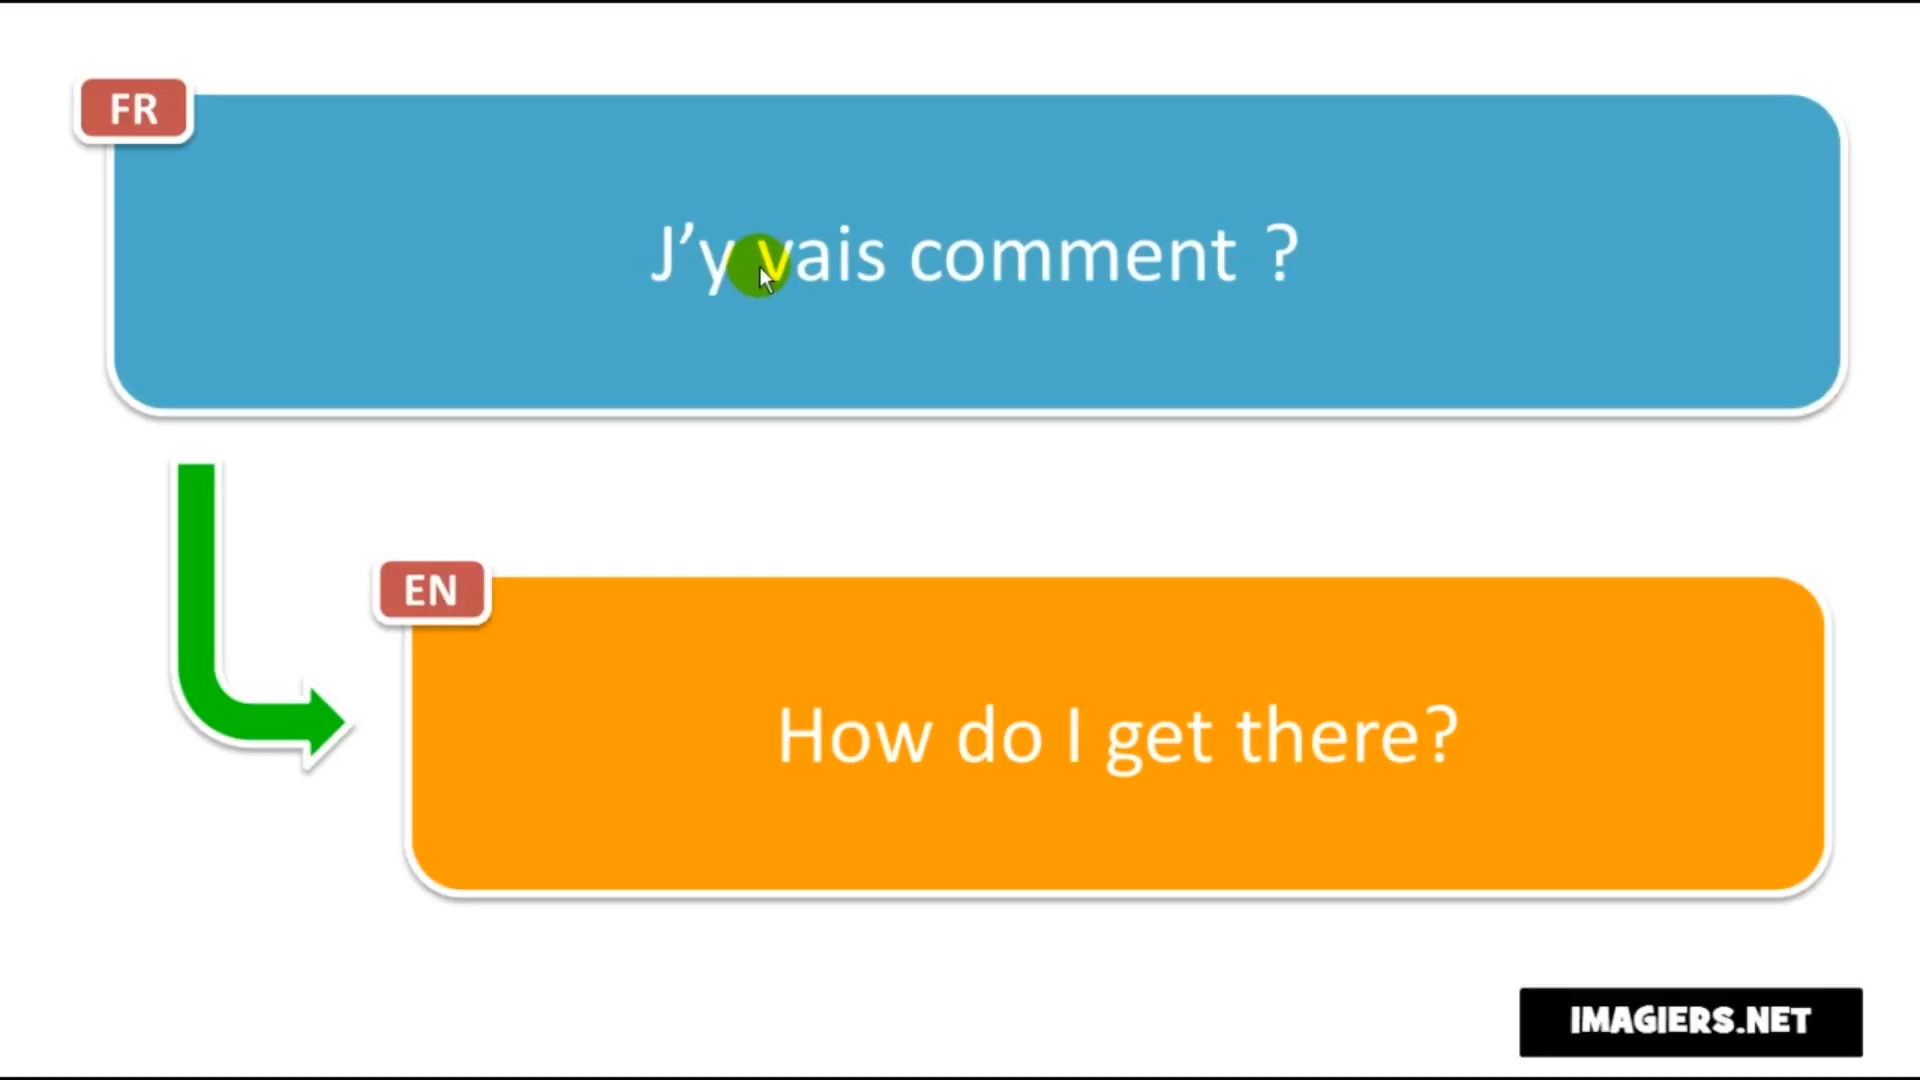 FR
J’y vais comment ?
EN
How do I get there?
IMAGIERS.NET